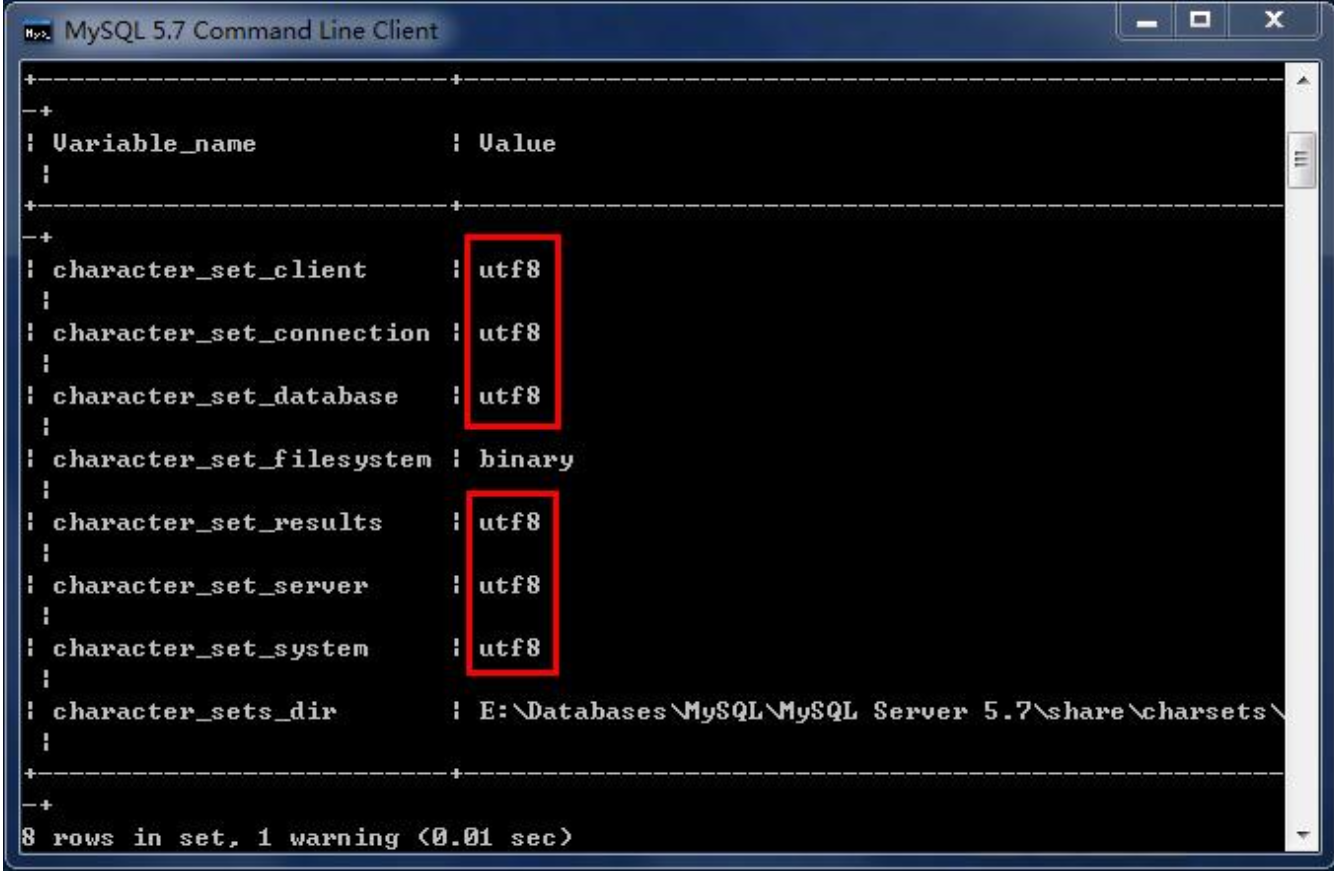 MySQL 5.7 Command Line Client
+---------------------------+--------------------------------------------------------
-+
| Variable_name | Value
|
+---------------------------+--------------------------------------------------------
-+
| character_set_client | utf8
|
| character_set_connection | utf8
|
| character_set_database | utf8
|
| character_set_filesystem | binary
|
| character_set_results | utf8
|
| character_set_server | utf8
|
| character_set_system | utf8
|
| character_sets_dir | E:\Databases\MySQL\MySQL Server 5.7\share\charsets\
|
+---------------------------+--------------------------------------------------------
-+
8 rows in set, 1 warning (0.01 sec)